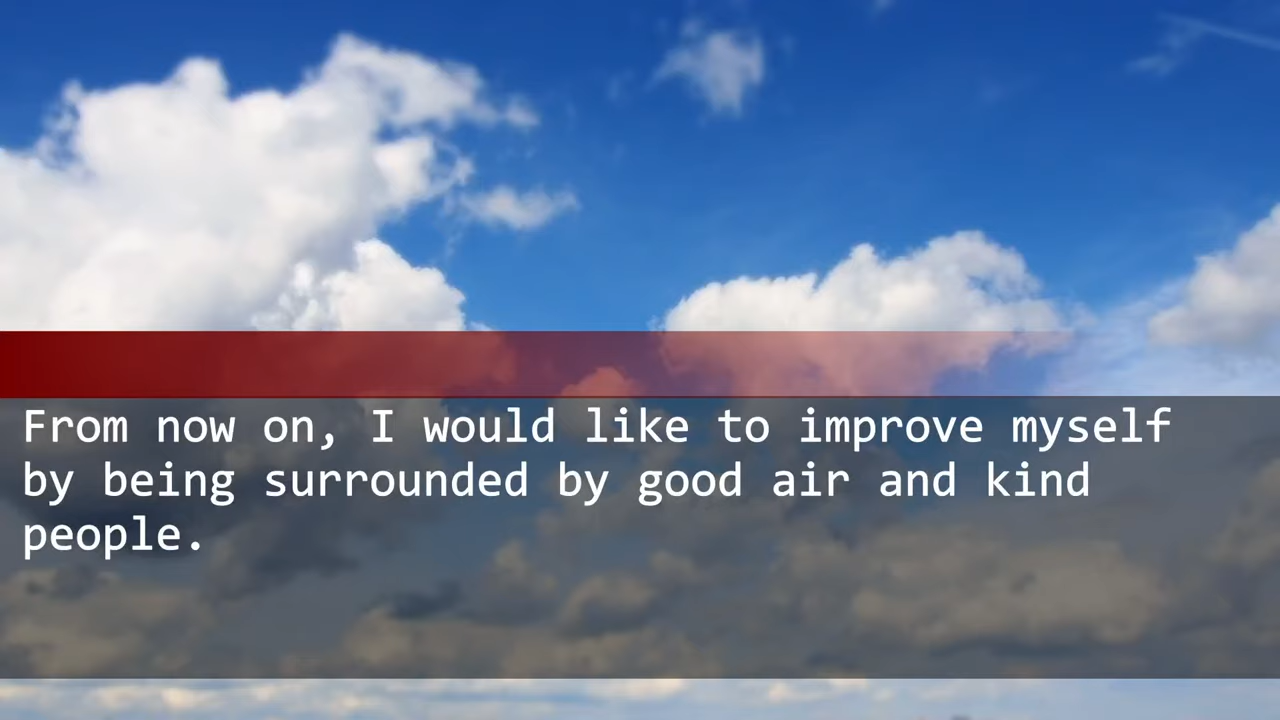 From now on, I would like to improve myself
by being surrounded by good air and kind
people.